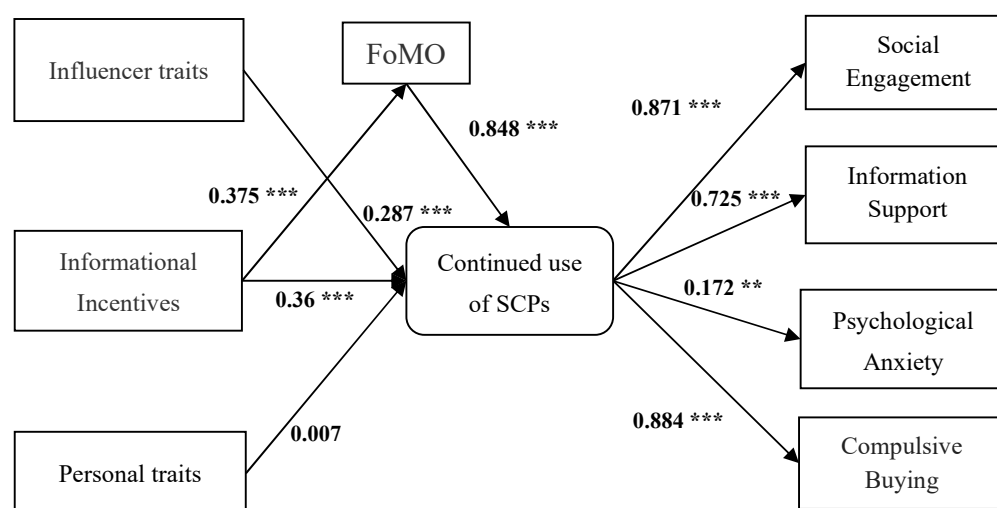 Influencer traits
FoMO
Social
Engagement
0.871 ***
0.848 ***
0.375 ***
0.287 ***
0.725 ***
Information
Support
Informational
Incentives
0.36 ***
Continued use
of SCPs
0.172 **
Psychological
Anxiety
0.007
0.884 ***
Personal traits
Compulsive
Buying